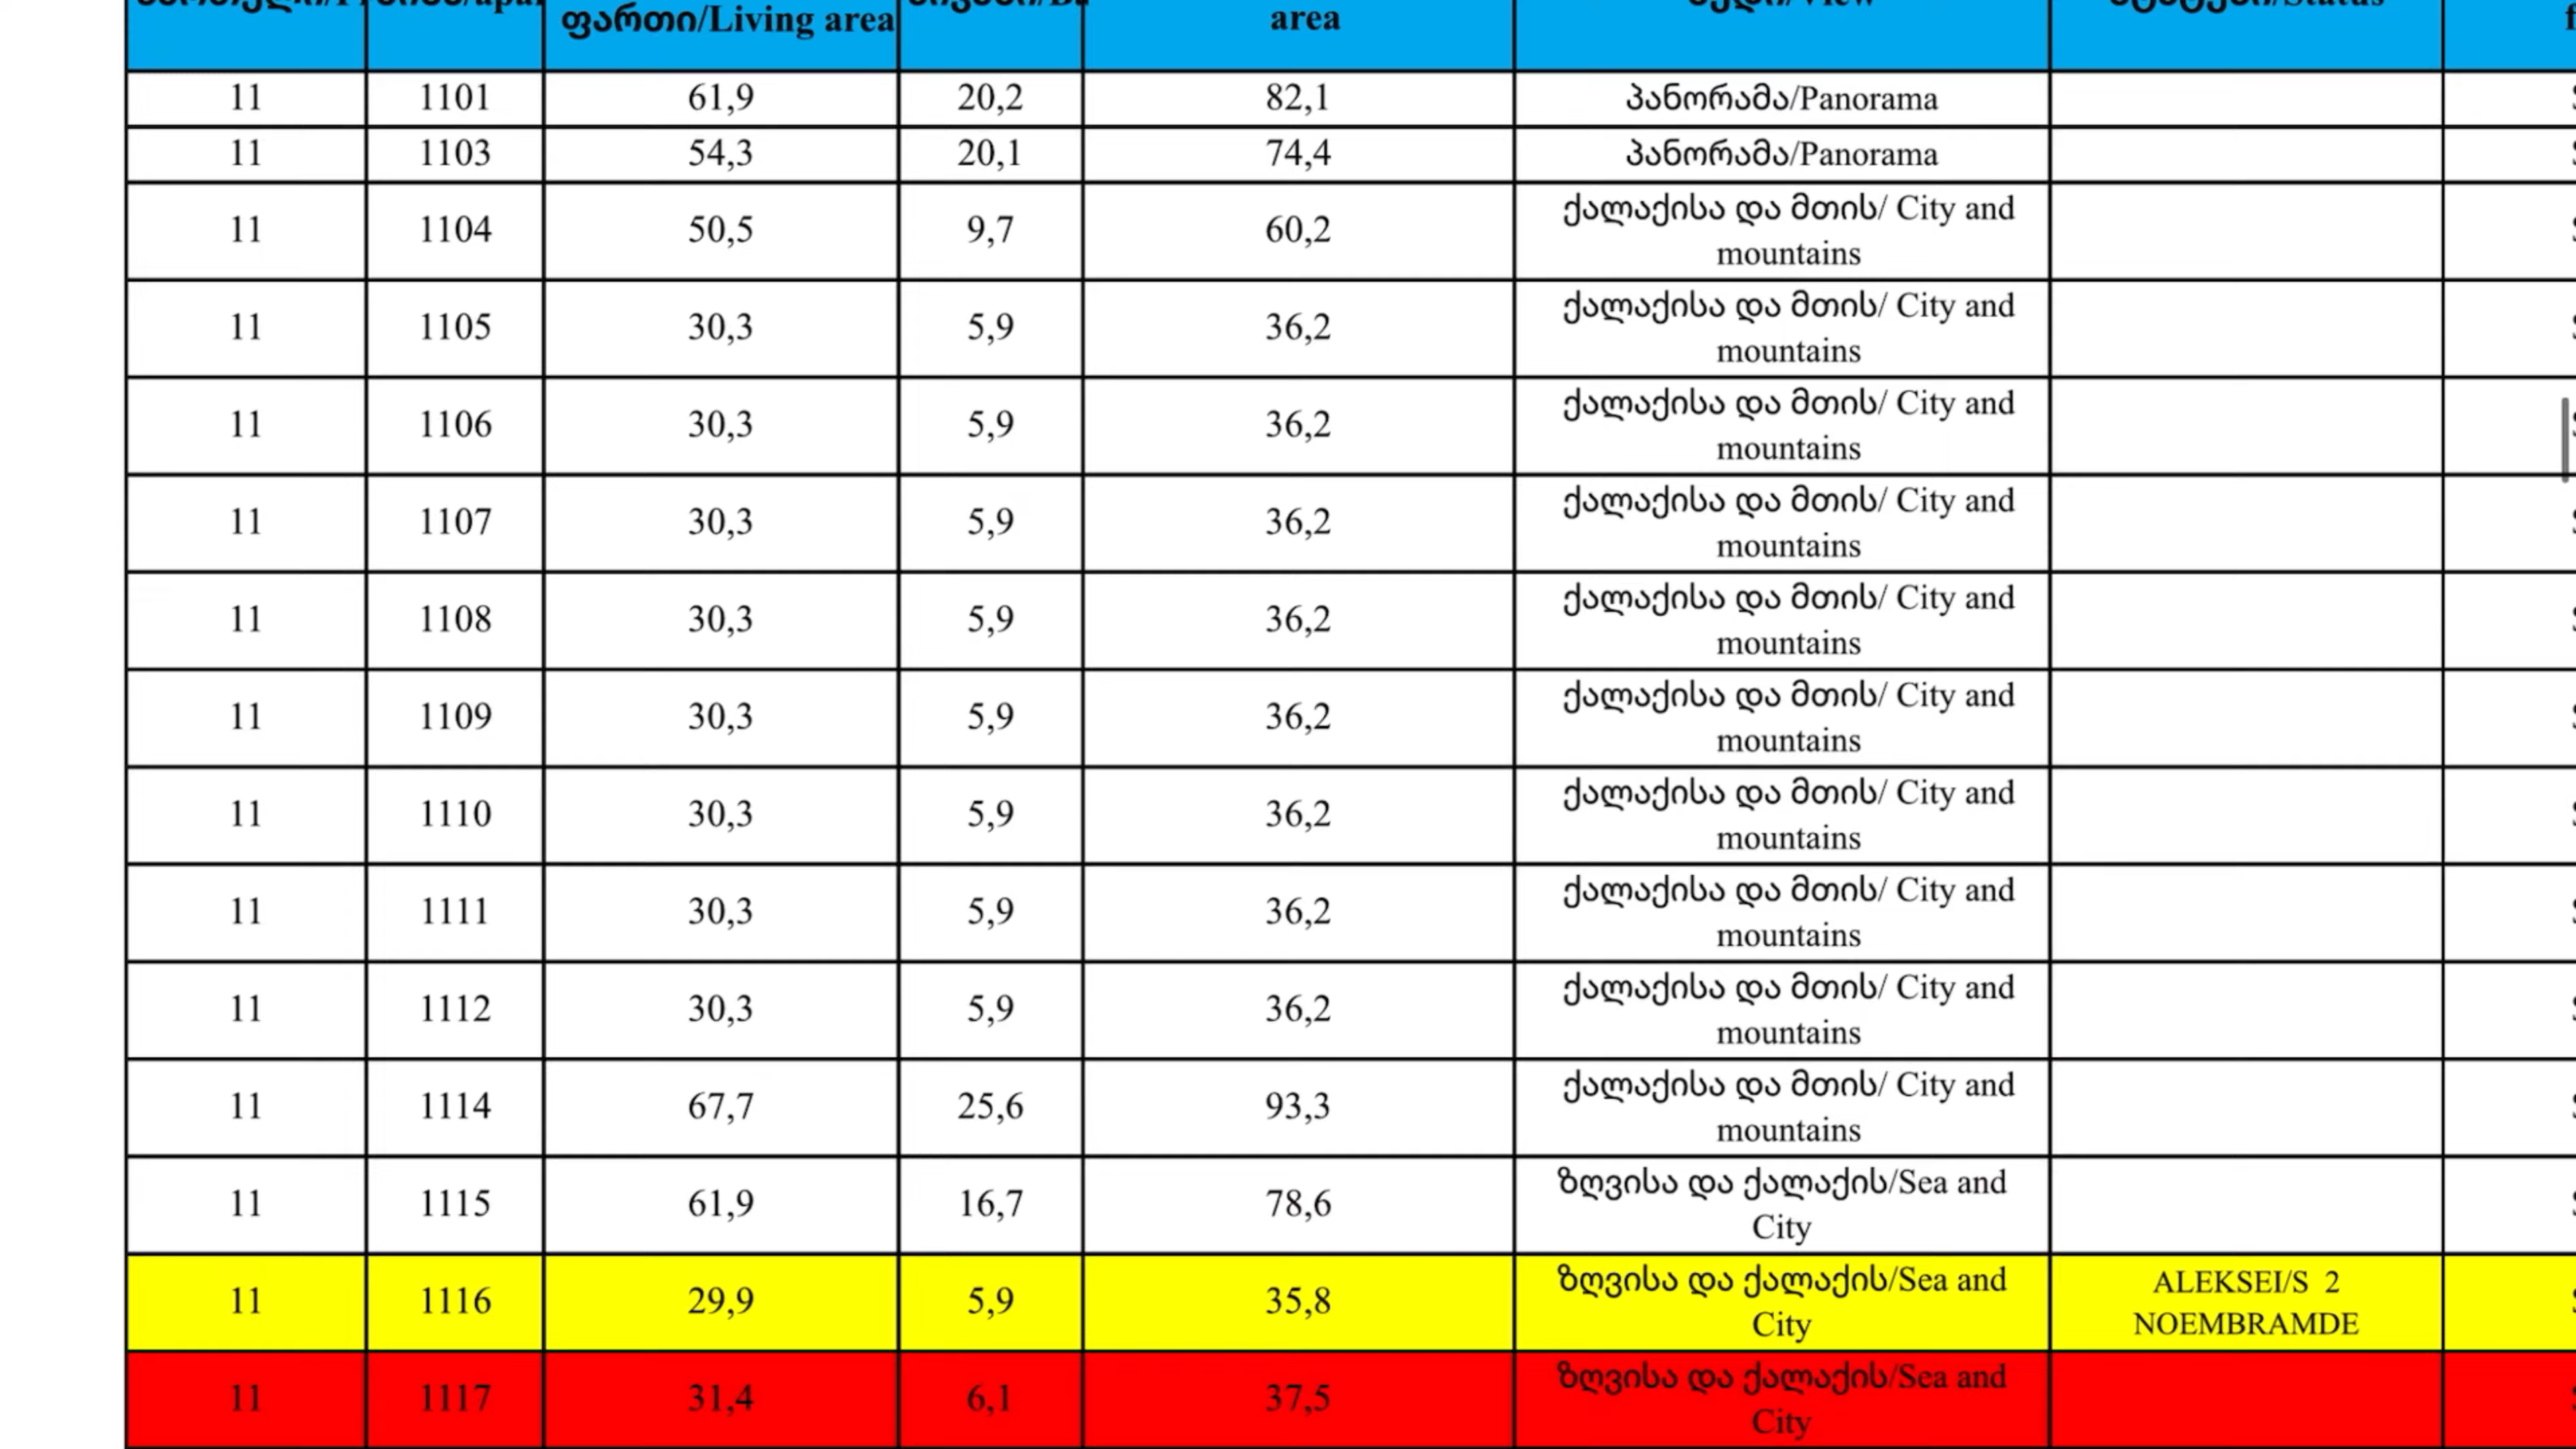 ფართი/Living area area
11 1101 61,9 20,2 82,1 პანორამა/Panorama
11 1103 54,3 20,1 74,4 პანორამა/Panorama
11 1104 50,5 9,7 60,2 ქალაქისა და მთის/ City and
mountains
11 1105 30,3 5,9 36,2 ქალაქისა და მთის/ City and
mountains
11 1106 30,3 5,9 36,2 ქალაქისა და მთის/ City and
mountains
11 1107 30,3 5,9 36,2 ქალაქისა და მთის/ City and
mountains
11 1108 30,3 5,9 36,2 ქალაქისა და მთის/ City and
mountains
11 1109 30,3 5,9 36,2 ქალაქისა და მთის/ City and
mountains
11 1110 30,3 5,9 36,2 ქალაქისა და მთის/ City and
mountains
11 1111 30,3 5,9 36,2 ქალაქისა და მთის/ City and
mountains
11 1112 30,3 5,9 36,2 ქალაქისა და მთის/ City and
mountains
11 1114 67,7 25,6 93,3 ქალაქისა და მთის/ City and
mountains
11 1115 61,9 16,7 78,6 ზღვისა და ქალაქის/Sea and
City
11 1116 29,9 5,9 35,8 ზღვისა და ქალაქის/Sea and
City
ALEKSEI/S 2
NOEMBRAMDE
11 1117 31,4 6,1 37,5 ზღვისა და ქალაქის/Sea and
City